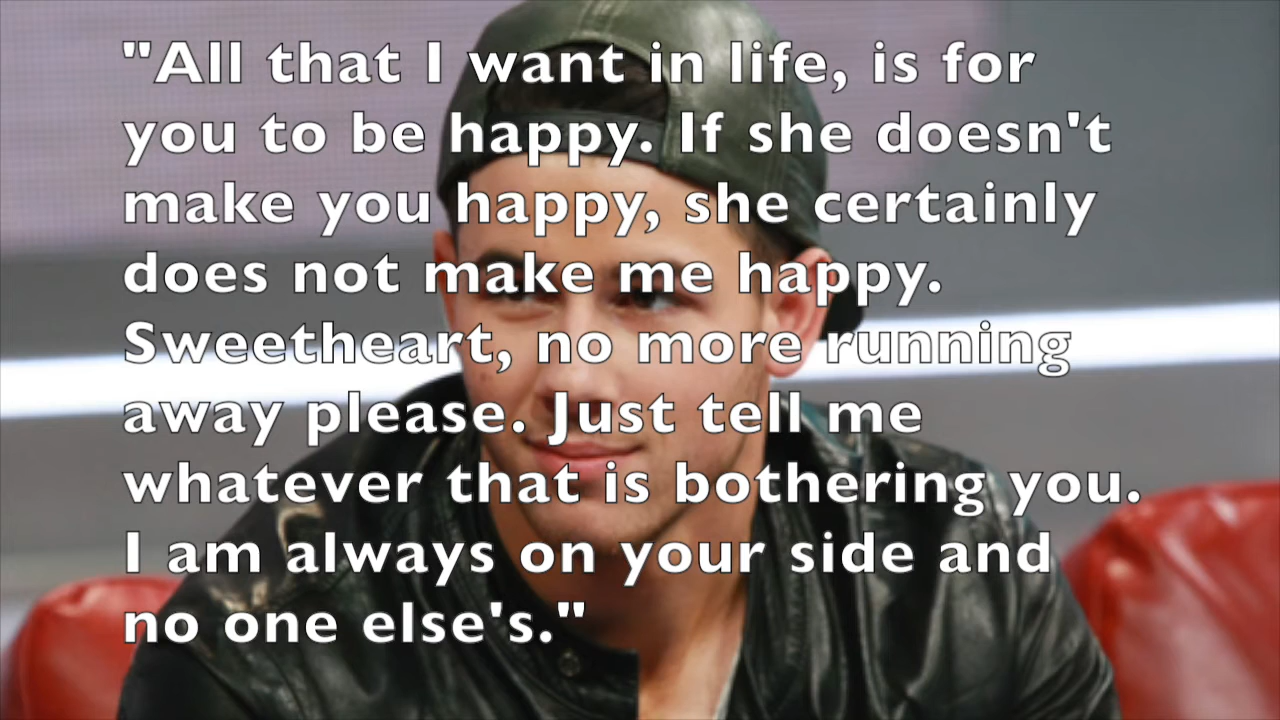 "All that I want in life, is for
you to be happy. If she doesn't
make you happy, she certainly
does not make me happy.
Sweetheart, no more running
away please. Just tell me
whatever that is bothering you.
I am always on your side and
no one else's."